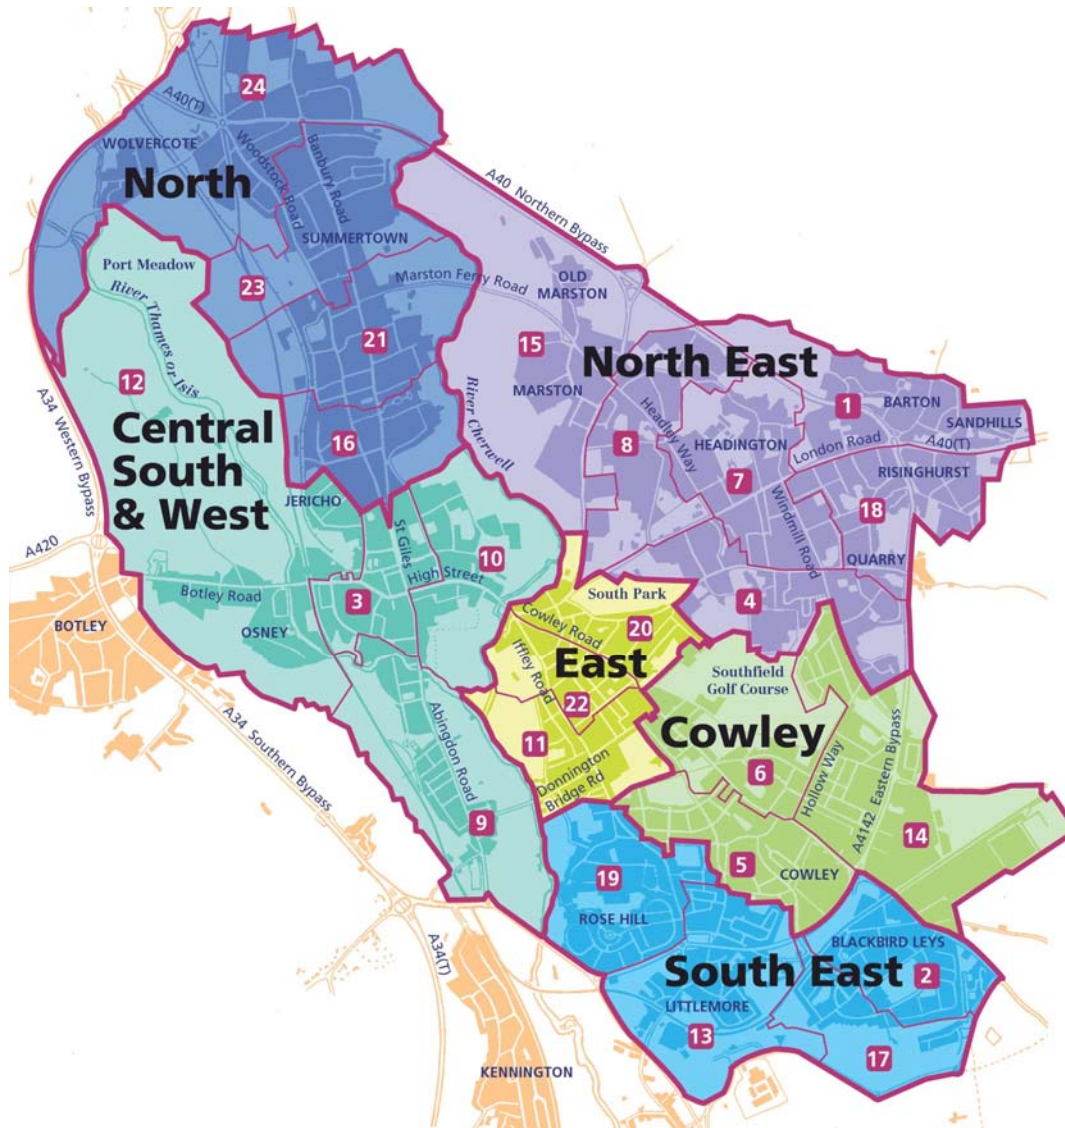 24
A40(T)
WOLVERCOTE
North
Woodstock Road
Banbury Road
SUMMERTOWN
A40 Northern Bypass
Port Meadow
River Thames or Isis
23
Marston Ferry Road
OLD
MARSTON
21
15
North East
12
MARSTON
River Cherwell
Headley Way
1
BARTON
SANDHILLS
A34 Western Bypass
Central
South
& West
16
8
HEADINGTON
London Road
A40(T)
RISINGHURST
7
JERICHO
Windmill Road
18
St Giles
10
A420
High Street
QUARRY
Botley Road
3
South Park
4
BOTLEY
OSNEY
Cowley Road
20
Iffley Road
East
Southfield
Golf Course
22
A34 Southern Bypass
Abingdon Road
11
Cowley
Donnington
Bridge Rd
6
Hollow Way
A4142 Eastern Bypass
9
14
5
COWLEY
19
ROSE HILL
BLACKBIRD LEYS
A34(T)
South East
2
LITTLEMORE
13
17
KENNINGTON